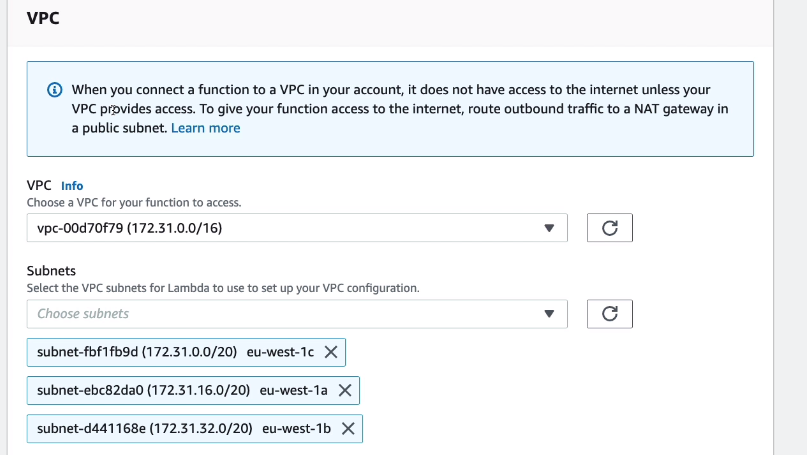 VPC
When you connect a function to a VPC in your account, it does not have access to the internet unless your
VPC provides access. To give your function access to the internet, route outbound traffic to a NAT gateway in
a public subnet. Learn more
VPC Info
Choose a VPC for your function to access.
vpc-00d70f79 (172.31.0.0/16)
Subnets
Select the VPC subnets for Lambda to use to set up your VPC configuration.
Choose subnets
subnet-fbf1fb9d (172.31.0.0/20) eu-west-1c
subnet-ebc82da0 (172.31.16.0/20) eu-west-1a
subnet-d441168e (172.31.32.0/20) eu-west-1b